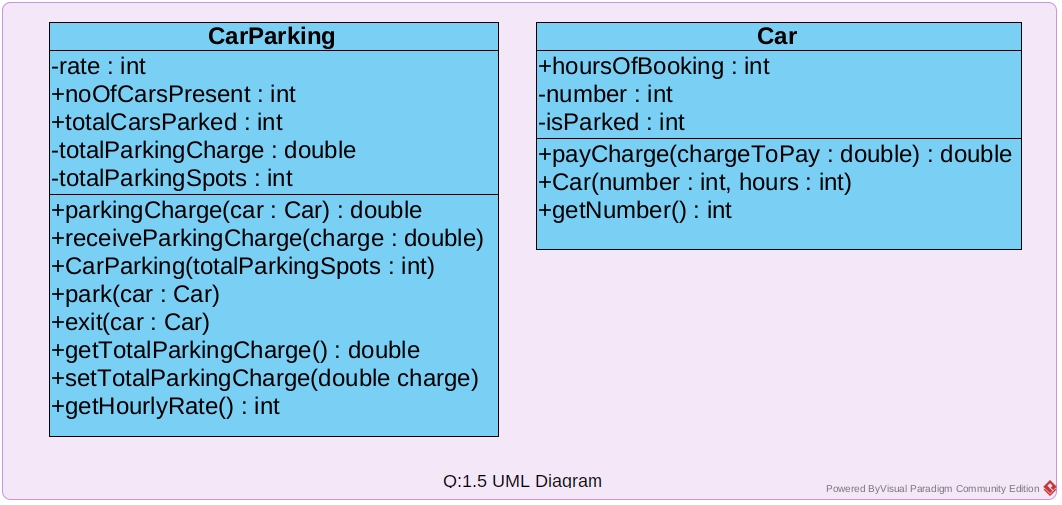 CarParking
-rate : int
+noOfCarsPresent : int
+totalCarsParked : int
-totalParkingCharge : double
-totalParkingSpots : int
+parkingCharge(car : Car) : double
+receiveParkingCharge(charge : double)
+CarParking(totalParkingSpots : int)
+park(car : Car)
+exit(car : Car)
+getTotalParkingCharge() : double
+setTotalParkingCharge(double charge)
+getHourlyRate() : int
Car
+hoursOfBooking : int
-number : int
-isParked : int
+payCharge(chargeToPay : double) : double
+Car(number : int, hours : int)
+getNumber() : int
Q:1.5 UML Diagram
Powered ByVisual Paradigm Community Edition